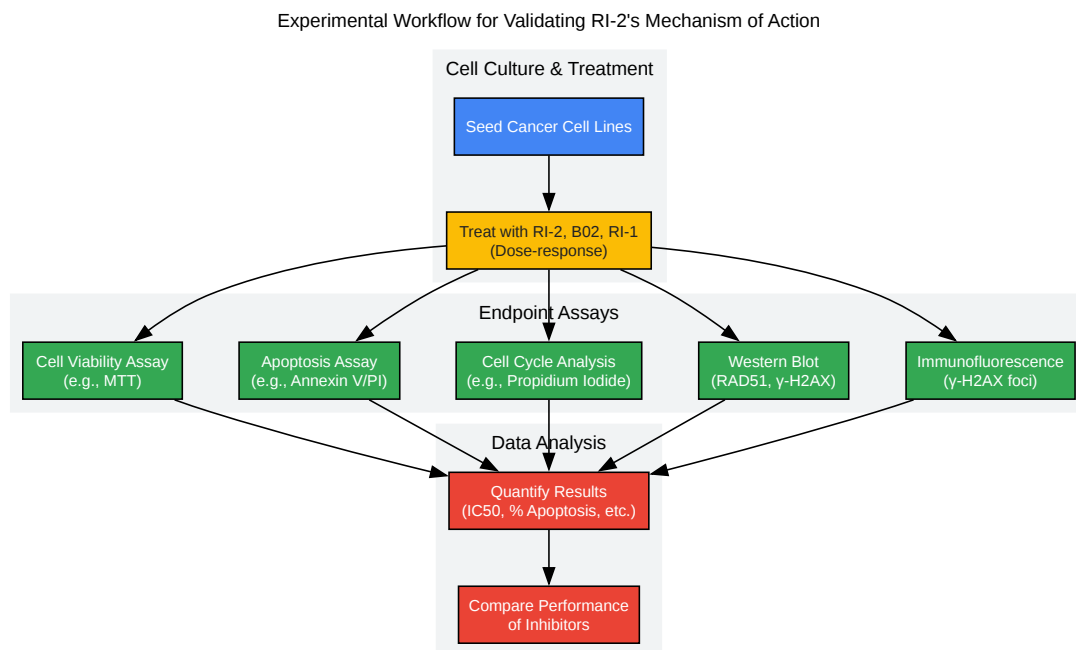 Experimental Workflow for Validating RI-2's Mechanism of Action
Cell Culture & Treatment
Seed Cancer Cell Lines
Treat with RI-2, B02, RI-1
(Dose-response)
Endpoint Assays
Cell Viability Assay
(e.g., MTT)
Apoptosis Assay
(e.g., Annexin V/PI)
Cell Cycle Analysis
(e.g., Propidium Iodide)
Western Blot
(RAD51, γ-H2AX)
Immunofluorescence
(γ-H2AX foci)
Data Analysis
Quantify Results
(IC50, % Apoptosis, etc.)
Compare Performance
of Inhibitors